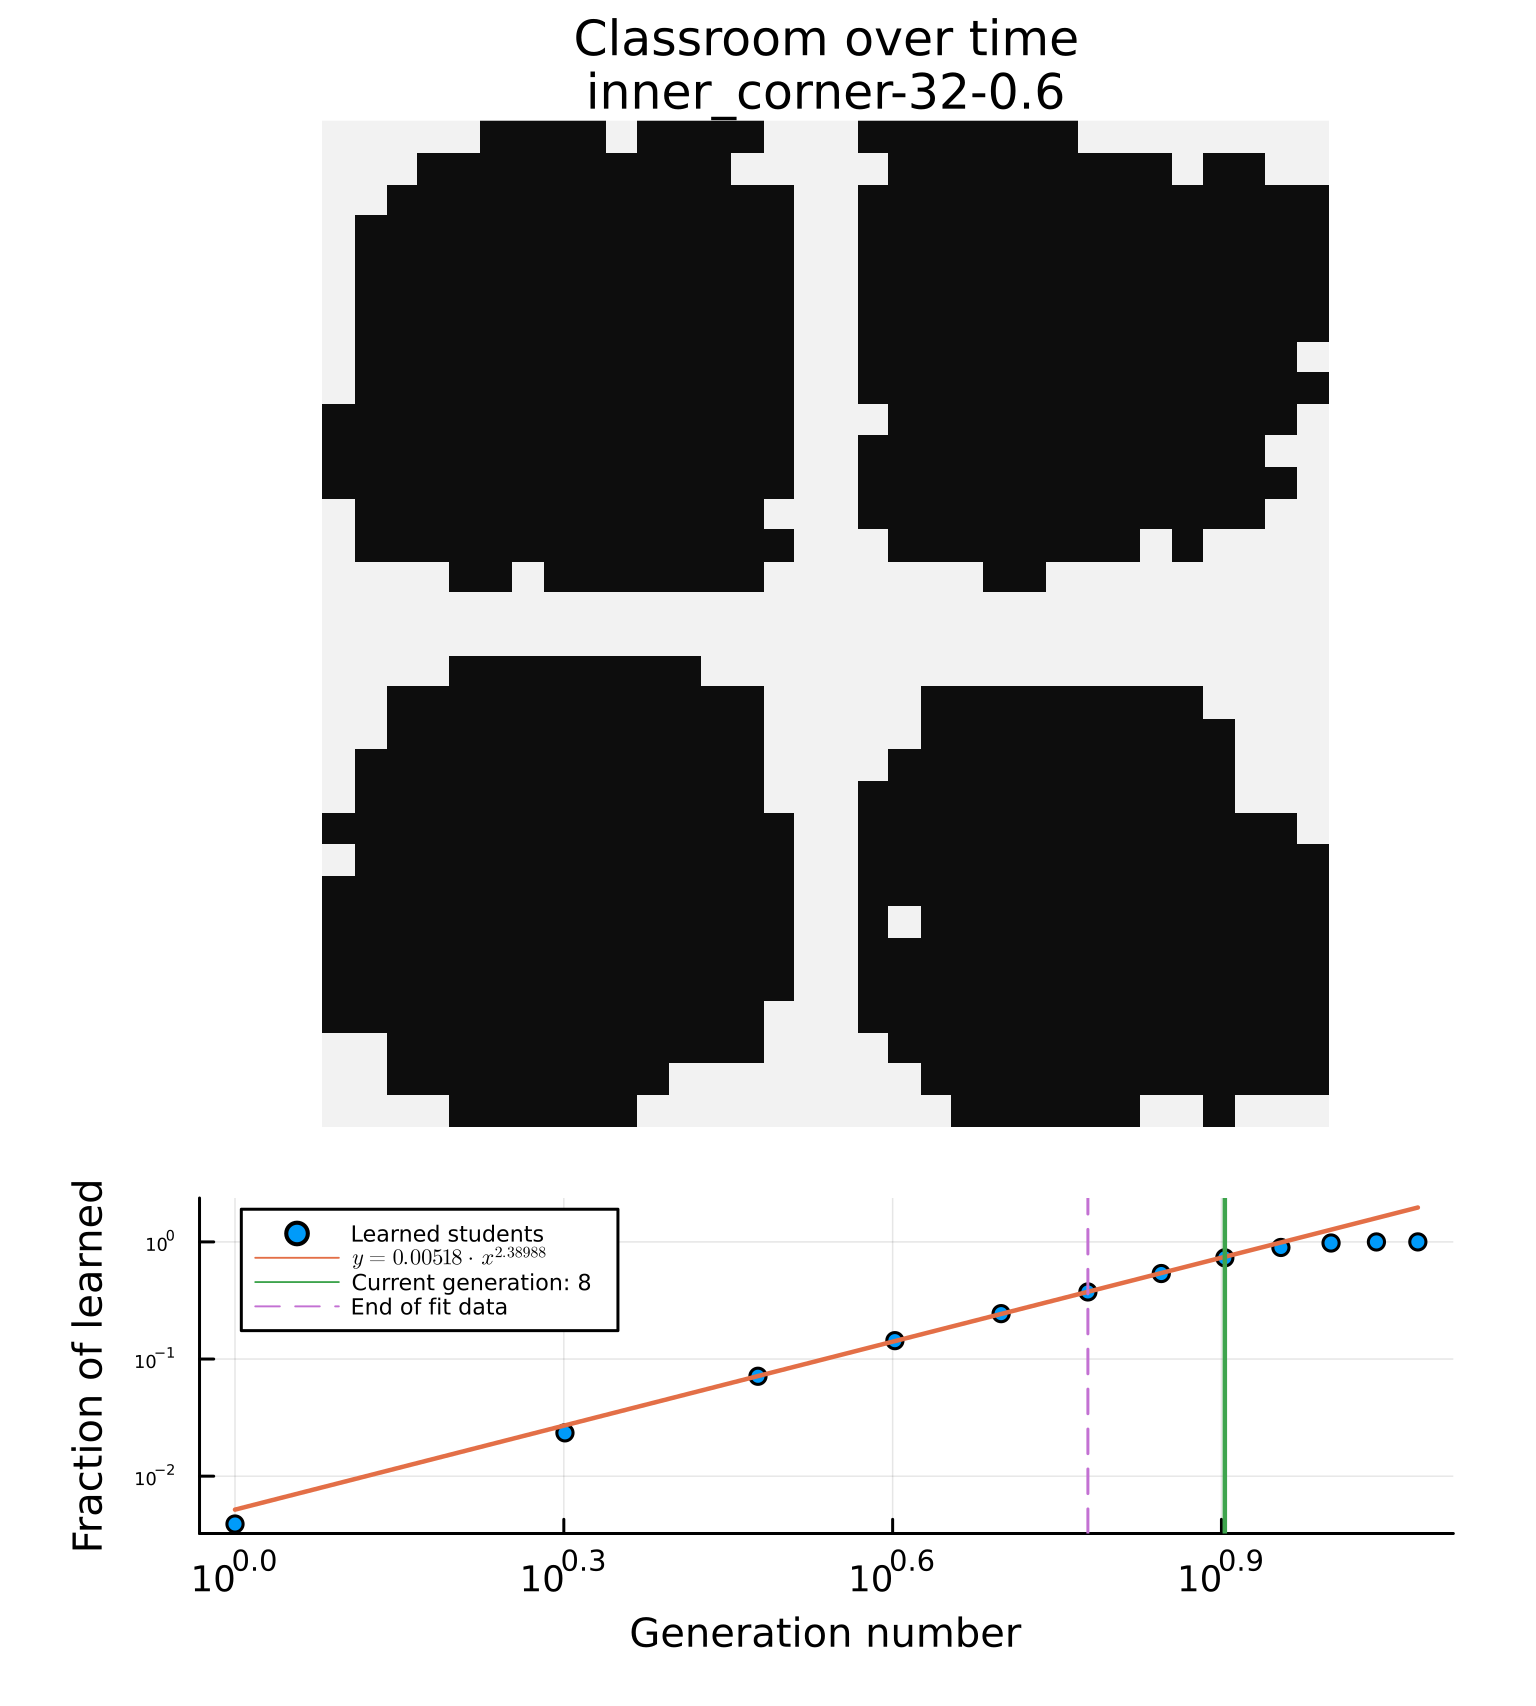 Classroom over time
inner_corner-32-0.6
Fraction of learned
10⁰
10⁻¹
10⁻²
Learned students
y = 0.00518 · x^2.38988
Current generation: 8
End of fit data
10^0.0 10^0.3 10^0.6 10^0.9
Generation number